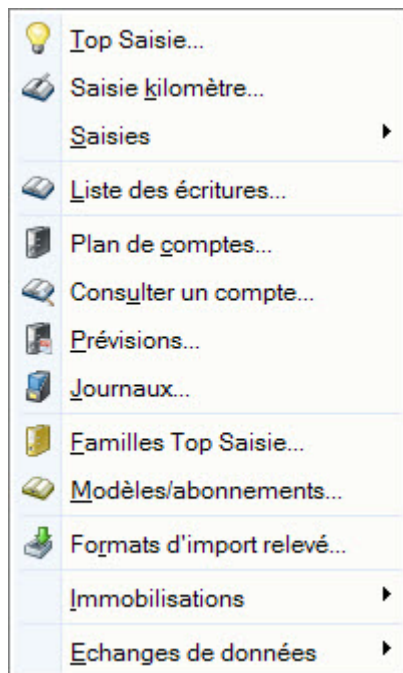 Top Saisie...
Saisie kilomètre...
Saisies
Liste des écritures...
Plan de comptes...
Consulter un compte...
Prévisions...
Journaux...
Familles Top Saisie...
Modèles/abonnements...
Formats d'import relevé...
Immobilisations
Echanges de données